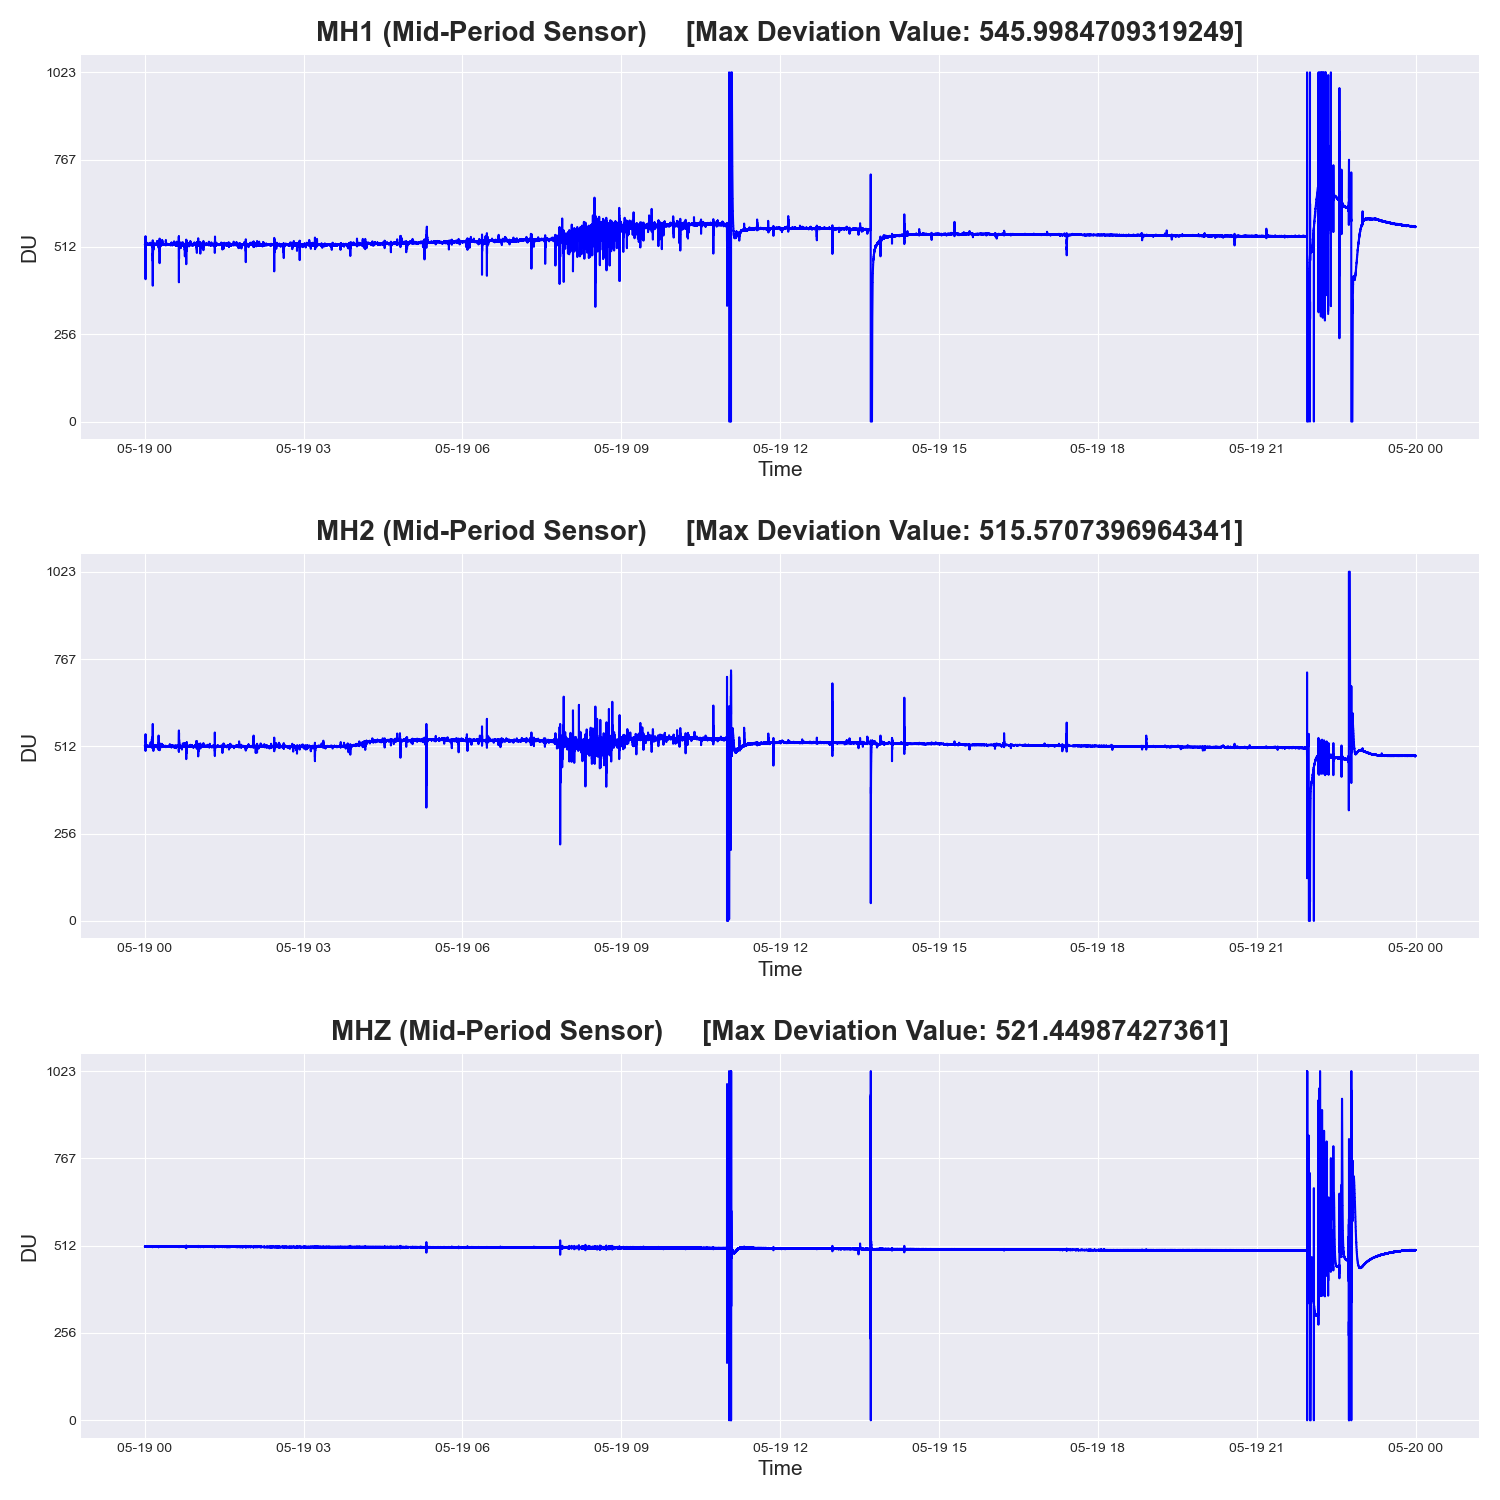 MH1 (Mid-Period Sensor) [Max Deviation Value: 545.9984709319249]
1023
767
512
256
0
DU
05-19 00 05-19 03 05-19 06 05-19 09 05-19 12 05-19 15 05-19 18 05-19 21 05-20 00
Time
MH2 (Mid-Period Sensor) [Max Deviation Value: 515.5707396964341]
1023
767
512
256
0
DU
05-19 00 05-19 03 05-19 06 05-19 09 05-19 12 05-19 15 05-19 18 05-19 21 05-20 00
Time
MHZ (Mid-Period Sensor) [Max Deviation Value: 521.44987427361]
1023
767
512
256
0
DU
05-19 00 05-19 03 05-19 06 05-19 09 05-19 12 05-19 15 05-19 18 05-19 21 05-20 00
Time